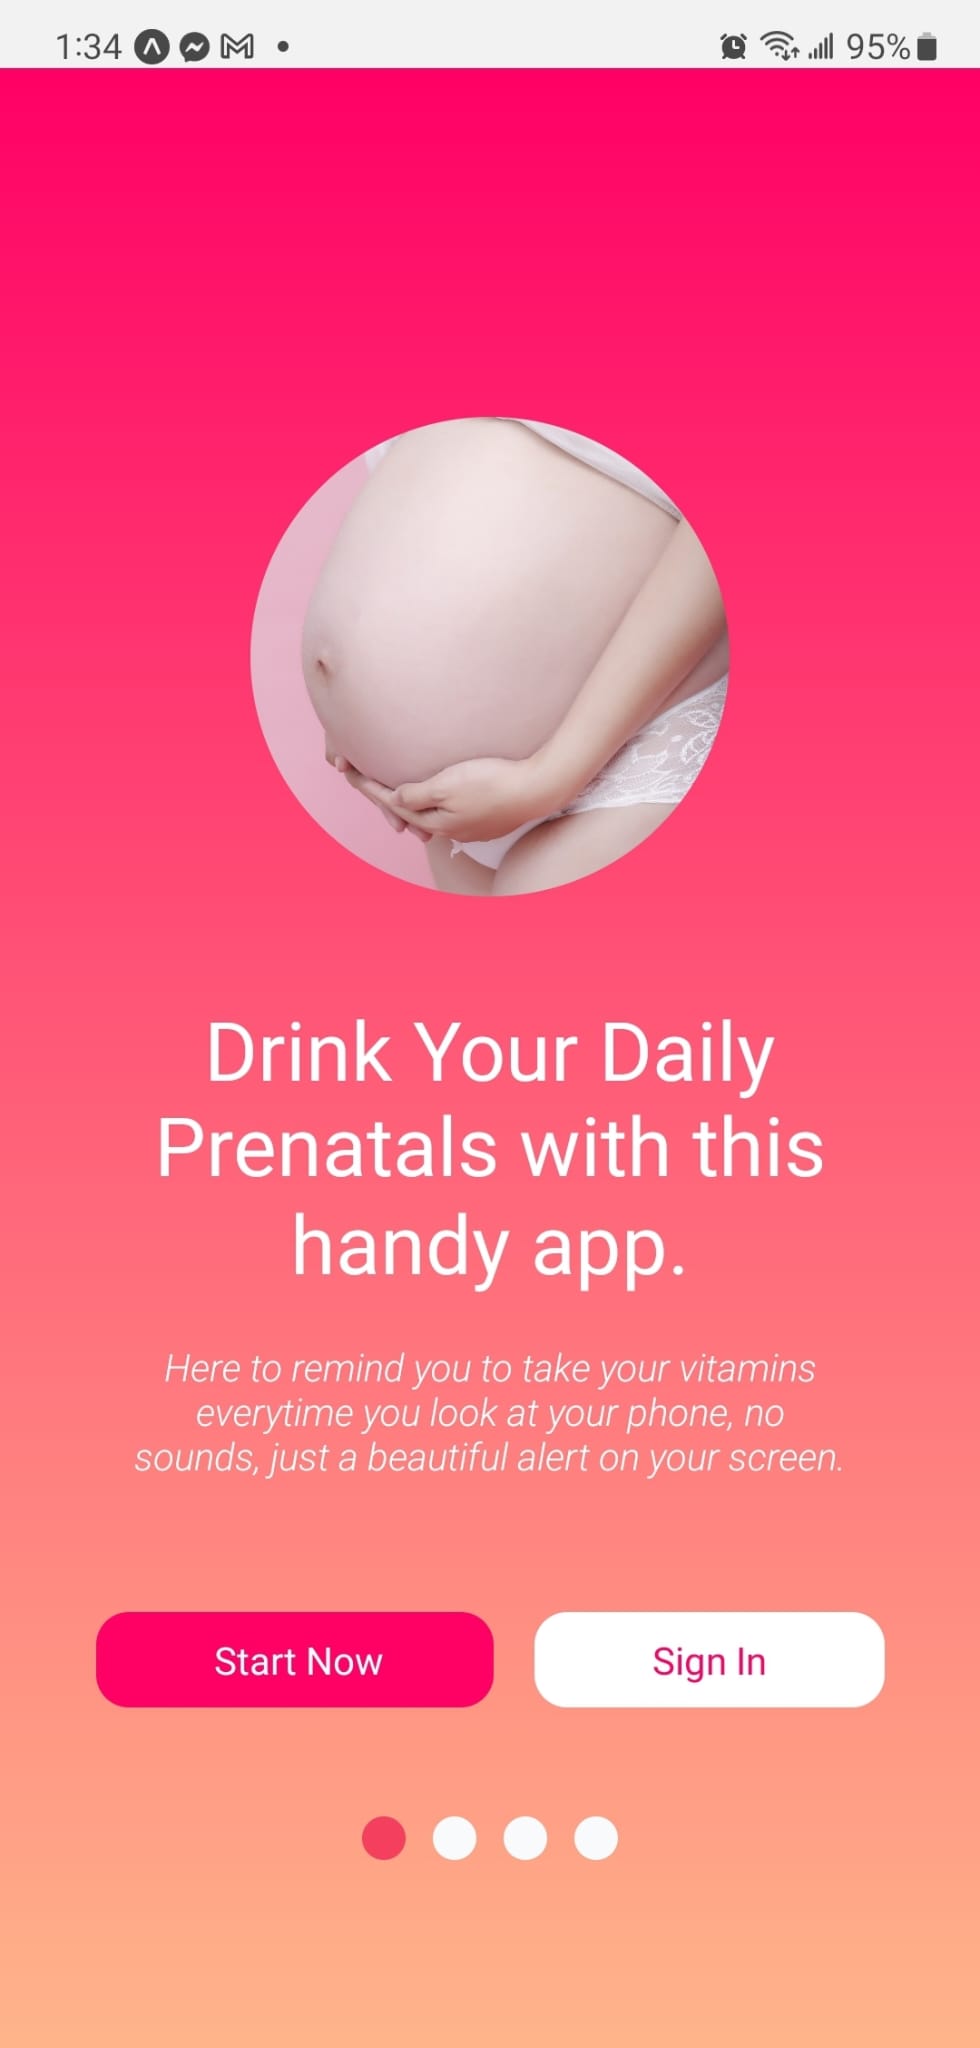 1:34 95%
Drink Your Daily
Prenatals with this
handy app.
Here to remind you to take your vitamins
everytime you look at your phone, no
sounds, just a beautiful alert on your screen.
Start Now Sign In